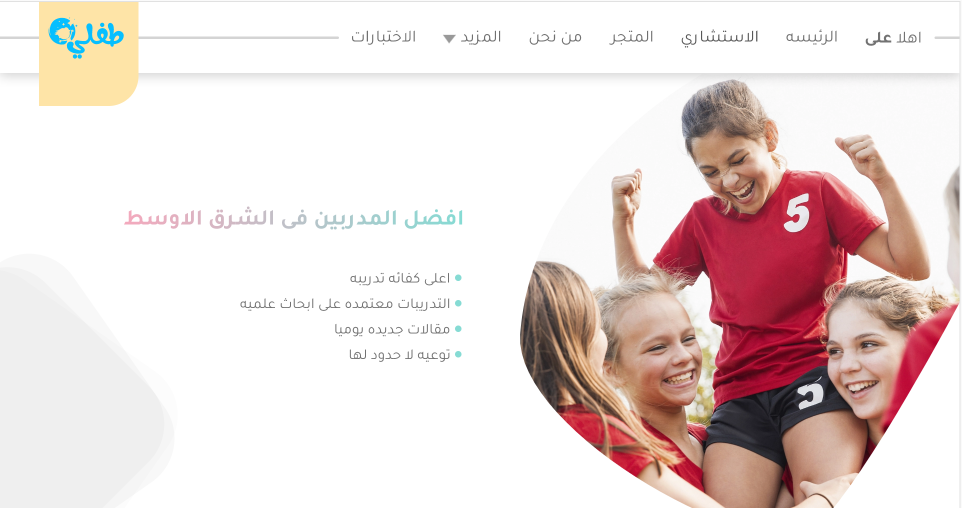 اهلا على
الرئيسه
الاستشاري
المتجر
من نحن
المزيد
الاختبارات
طفلي
افضل المدربين فى الشرق الاوسط
اعلى كفائه تدريبه
التدريبات معتمده على ابحاث علميه
مقالات جديده يوميا
توعيه لا حدود لها
5
5